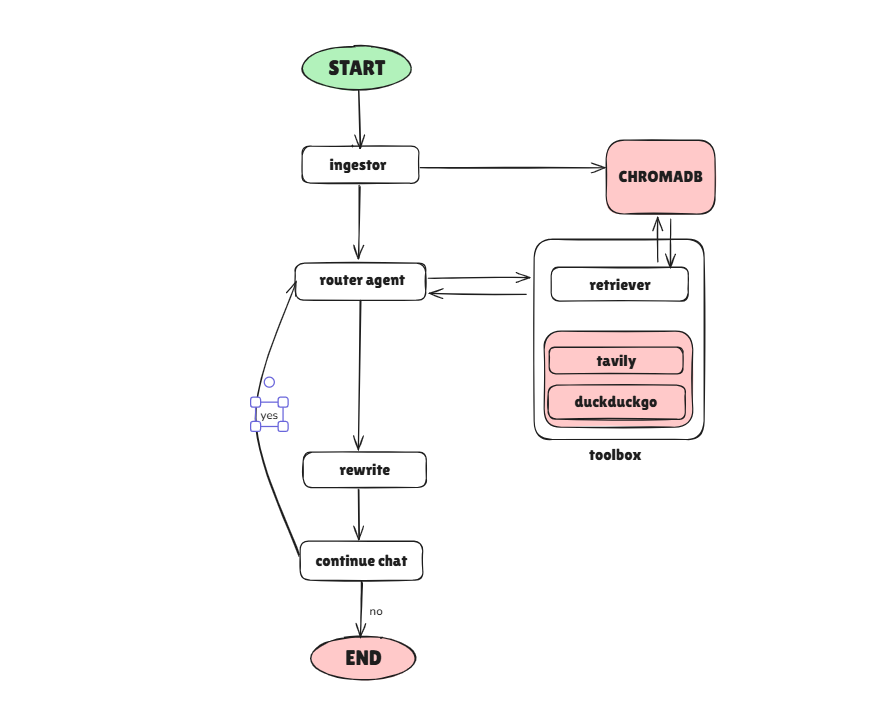 START
ingestor
CHROMADB
router agent
retriever
tavily
duckduckgo
yes
toolbox
rewrite
continue chat
no
END